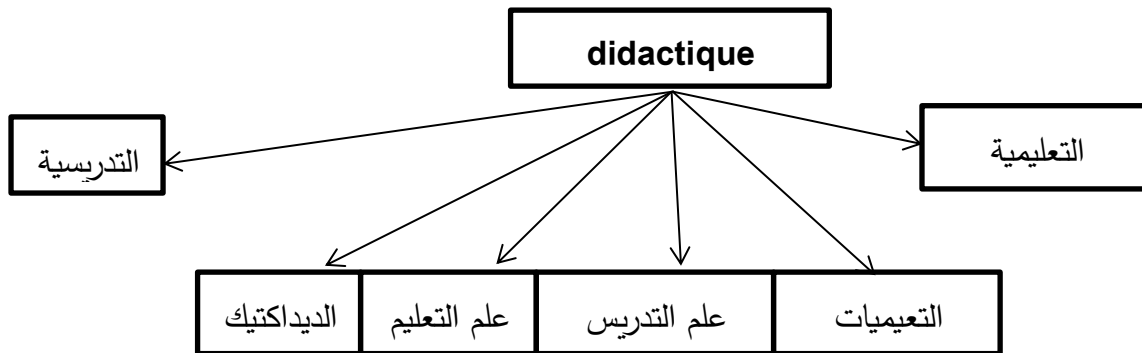 didactique
التعليمية
التدريسية
التعيميات
علم التدريس
علم التعليم
الديداكتيك